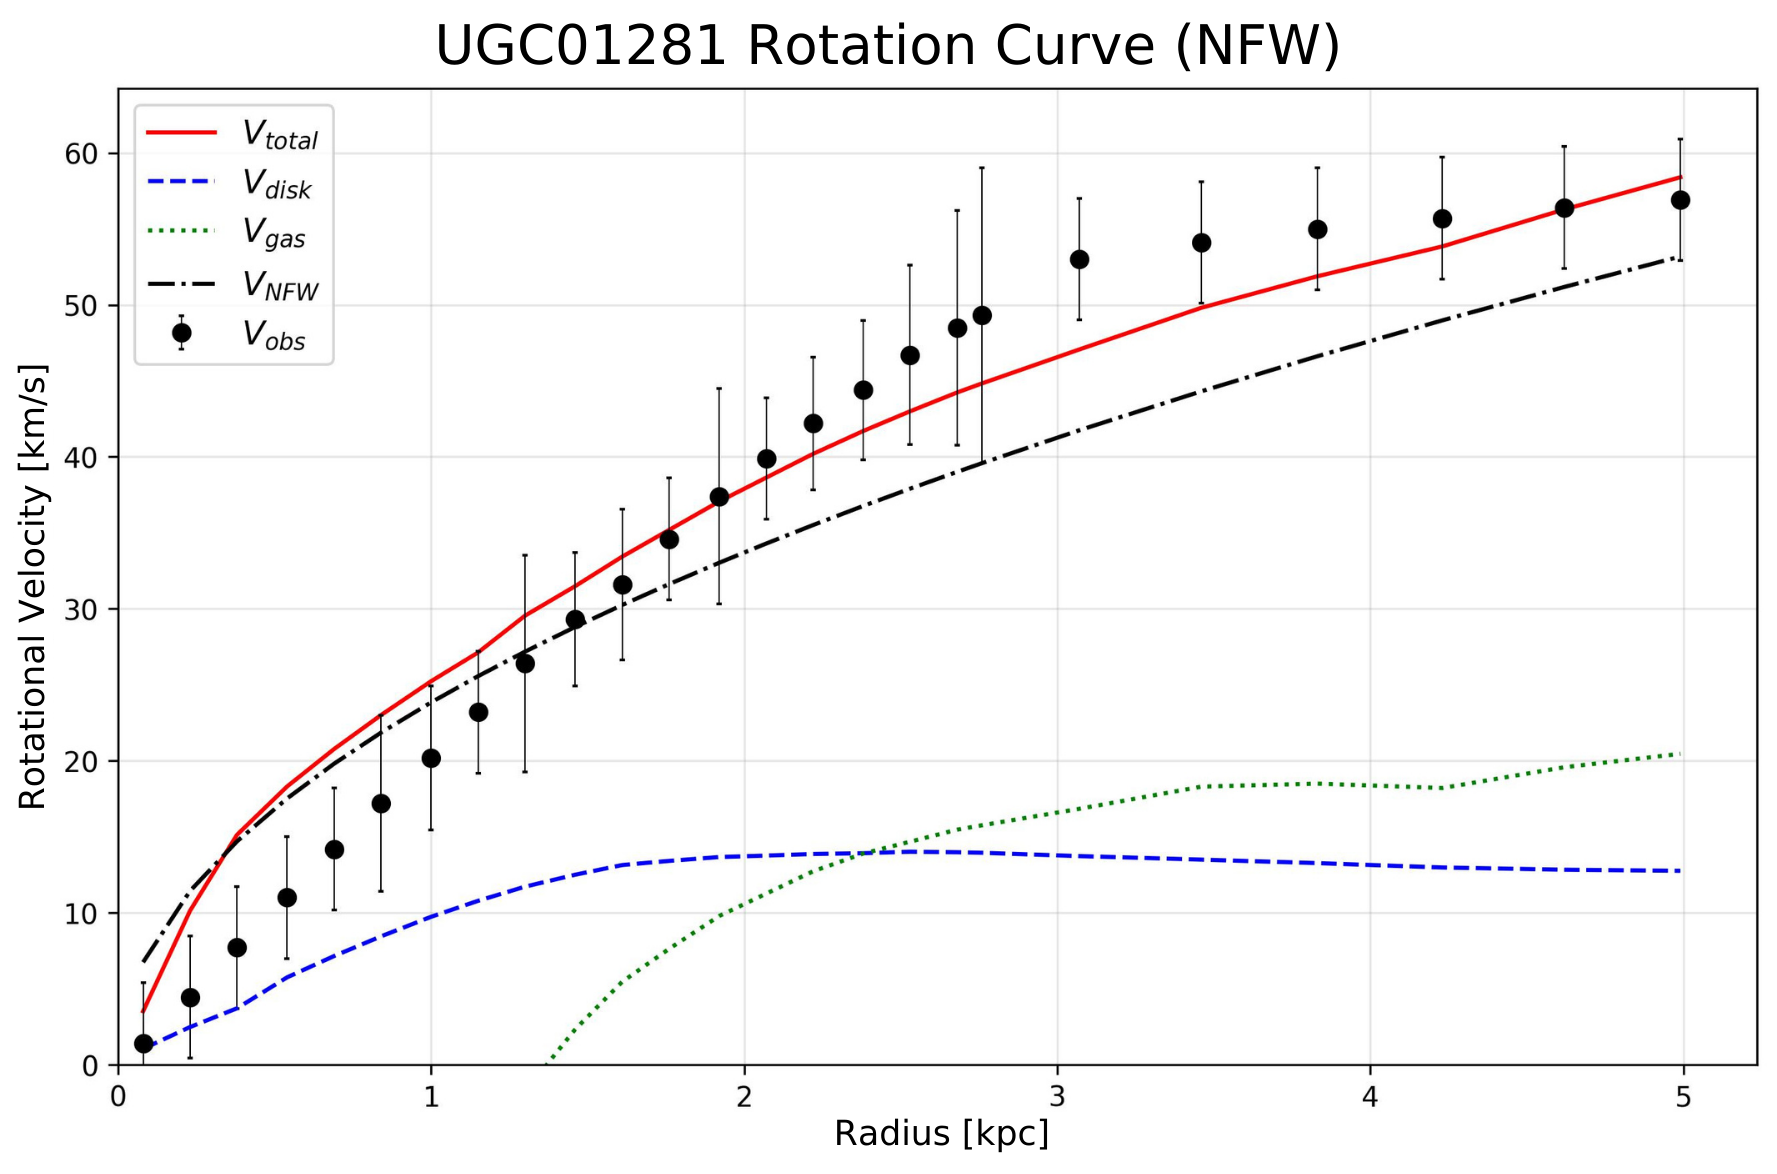 UGC01281 Rotation Curve (NFW)
V_total
V_disk
V_gas
V_NFW
V_obs
60
50
40
30
20
10
0
Rotational Velocity [km/s]
0 1 2 3 4 5
Radius [kpc]